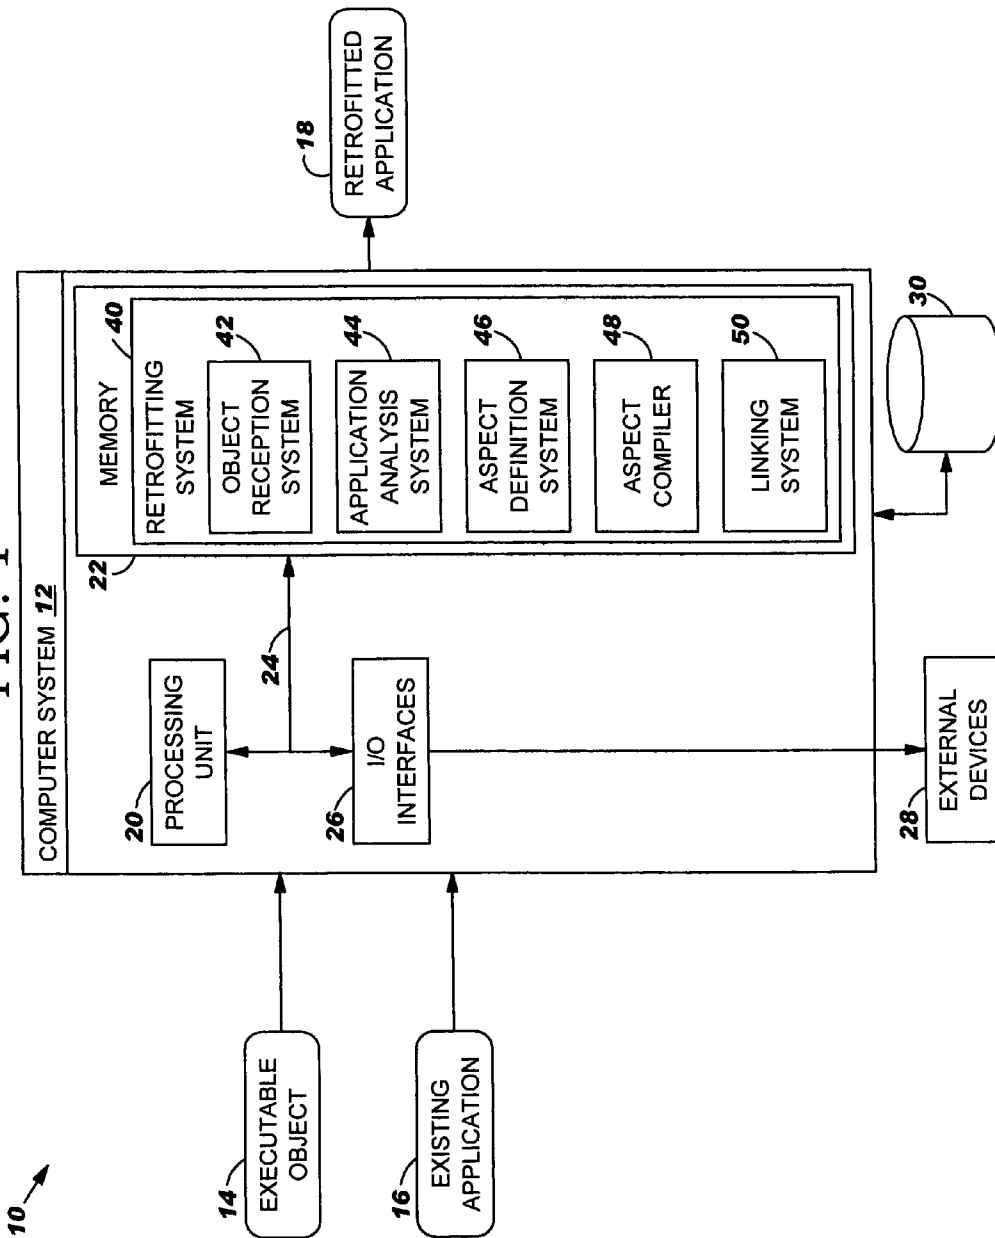 FIG. 1
10
COMPUTER SYSTEM 12
14
EXECUTABLE
OBJECT
16
EXISTING
APPLICATION
20
PROCESSING
UNIT
24
26
I/O
INTERFACES
22
MEMORY
40
RETROFITTING
SYSTEM
42
OBJECT
RECEPTION
SYSTEM
44
APPLICATION
ANALYSIS
SYSTEM
46
ASPECT
DEFINITION
SYSTEM
48
ASPECT
COMPILER
50
LINKING
SYSTEM
18
RETROFITTED
APPLICATION
28
EXTERNAL
DEVICES
30